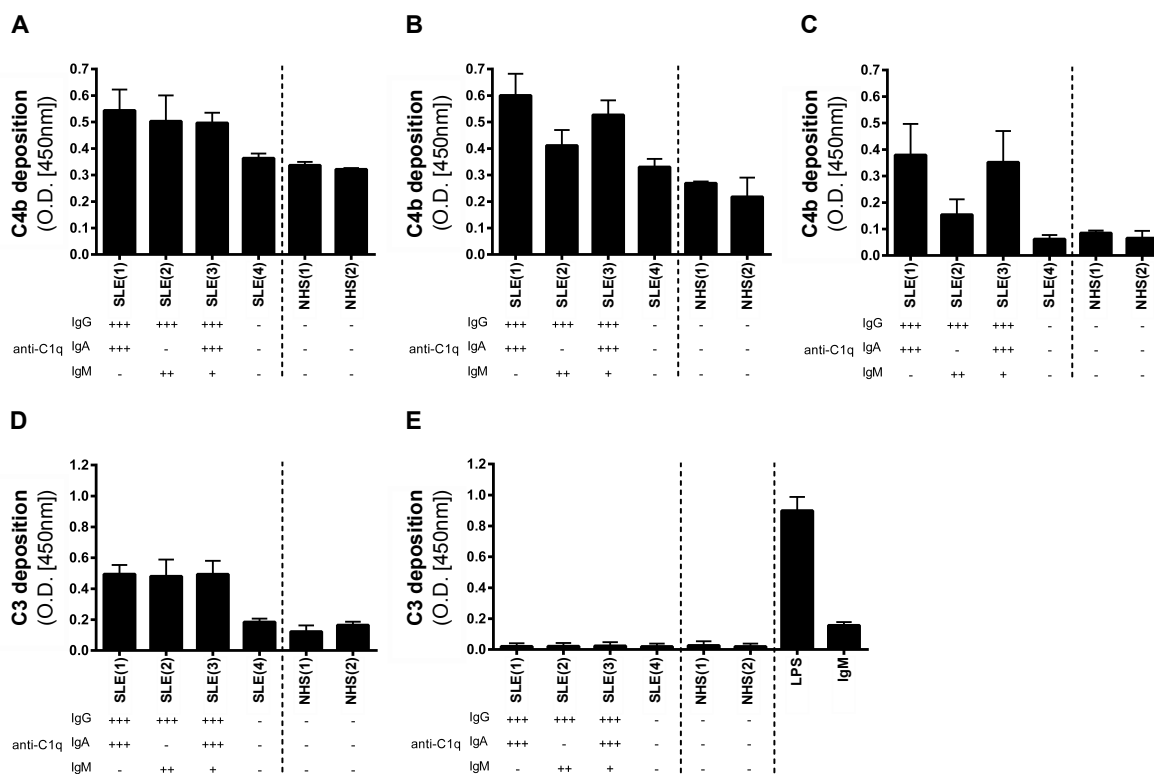 A
C4b deposition
(O.D. [450nm])
0.7
0.6
0.5
0.4
0.3
0.2
0.1
0.0
SLE(1) SLE(2) SLE(3) SLE(4) NHS(1) NHS(2)
IgG +++ +++ +++ - - -
anti-C1q IgA +++ - +++ - - -
IgM - ++ + - - -
B
C4b deposition
(O.D. [450nm])
0.7
0.6
0.5
0.4
0.3
0.2
0.1
0.0
SLE(1) SLE(2) SLE(3) SLE(4) NHS(1) NHS(2)
IgG +++ +++ +++ - - -
anti-C1q IgA +++ - +++ - - -
IgM - ++ + - - -
C
C4b deposition
(O.D. [450nm])
0.7
0.6
0.5
0.4
0.3
0.2
0.1
0.0
SLE(1) SLE(2) SLE(3) SLE(4) NHS(1) NHS(2)
IgG +++ +++ +++ - - -
anti-C1q IgA +++ - +++ - - -
IgM - ++ + - - -
D
C3 deposition
(O.D. [450nm])
1.2
1.0
0.8
0.6
0.4
0.2
0.0
SLE(1) SLE(2) SLE(3) SLE(4) NHS(1) NHS(2)
IgG +++ +++ +++ - - -
anti-C1q IgA +++ - +++ - - -
IgM - ++ + - - -
E
C3 deposition
(O.D. [450nm])
1.2
1.0
0.8
0.6
0.4
0.2
0.0
SLE(1) SLE(2) SLE(3) SLE(4) NHS(1) NHS(2) LPS IgM
IgG +++ +++ +++ - - -
anti-C1q IgA +++ - +++ - - -
IgM - ++ + - - -